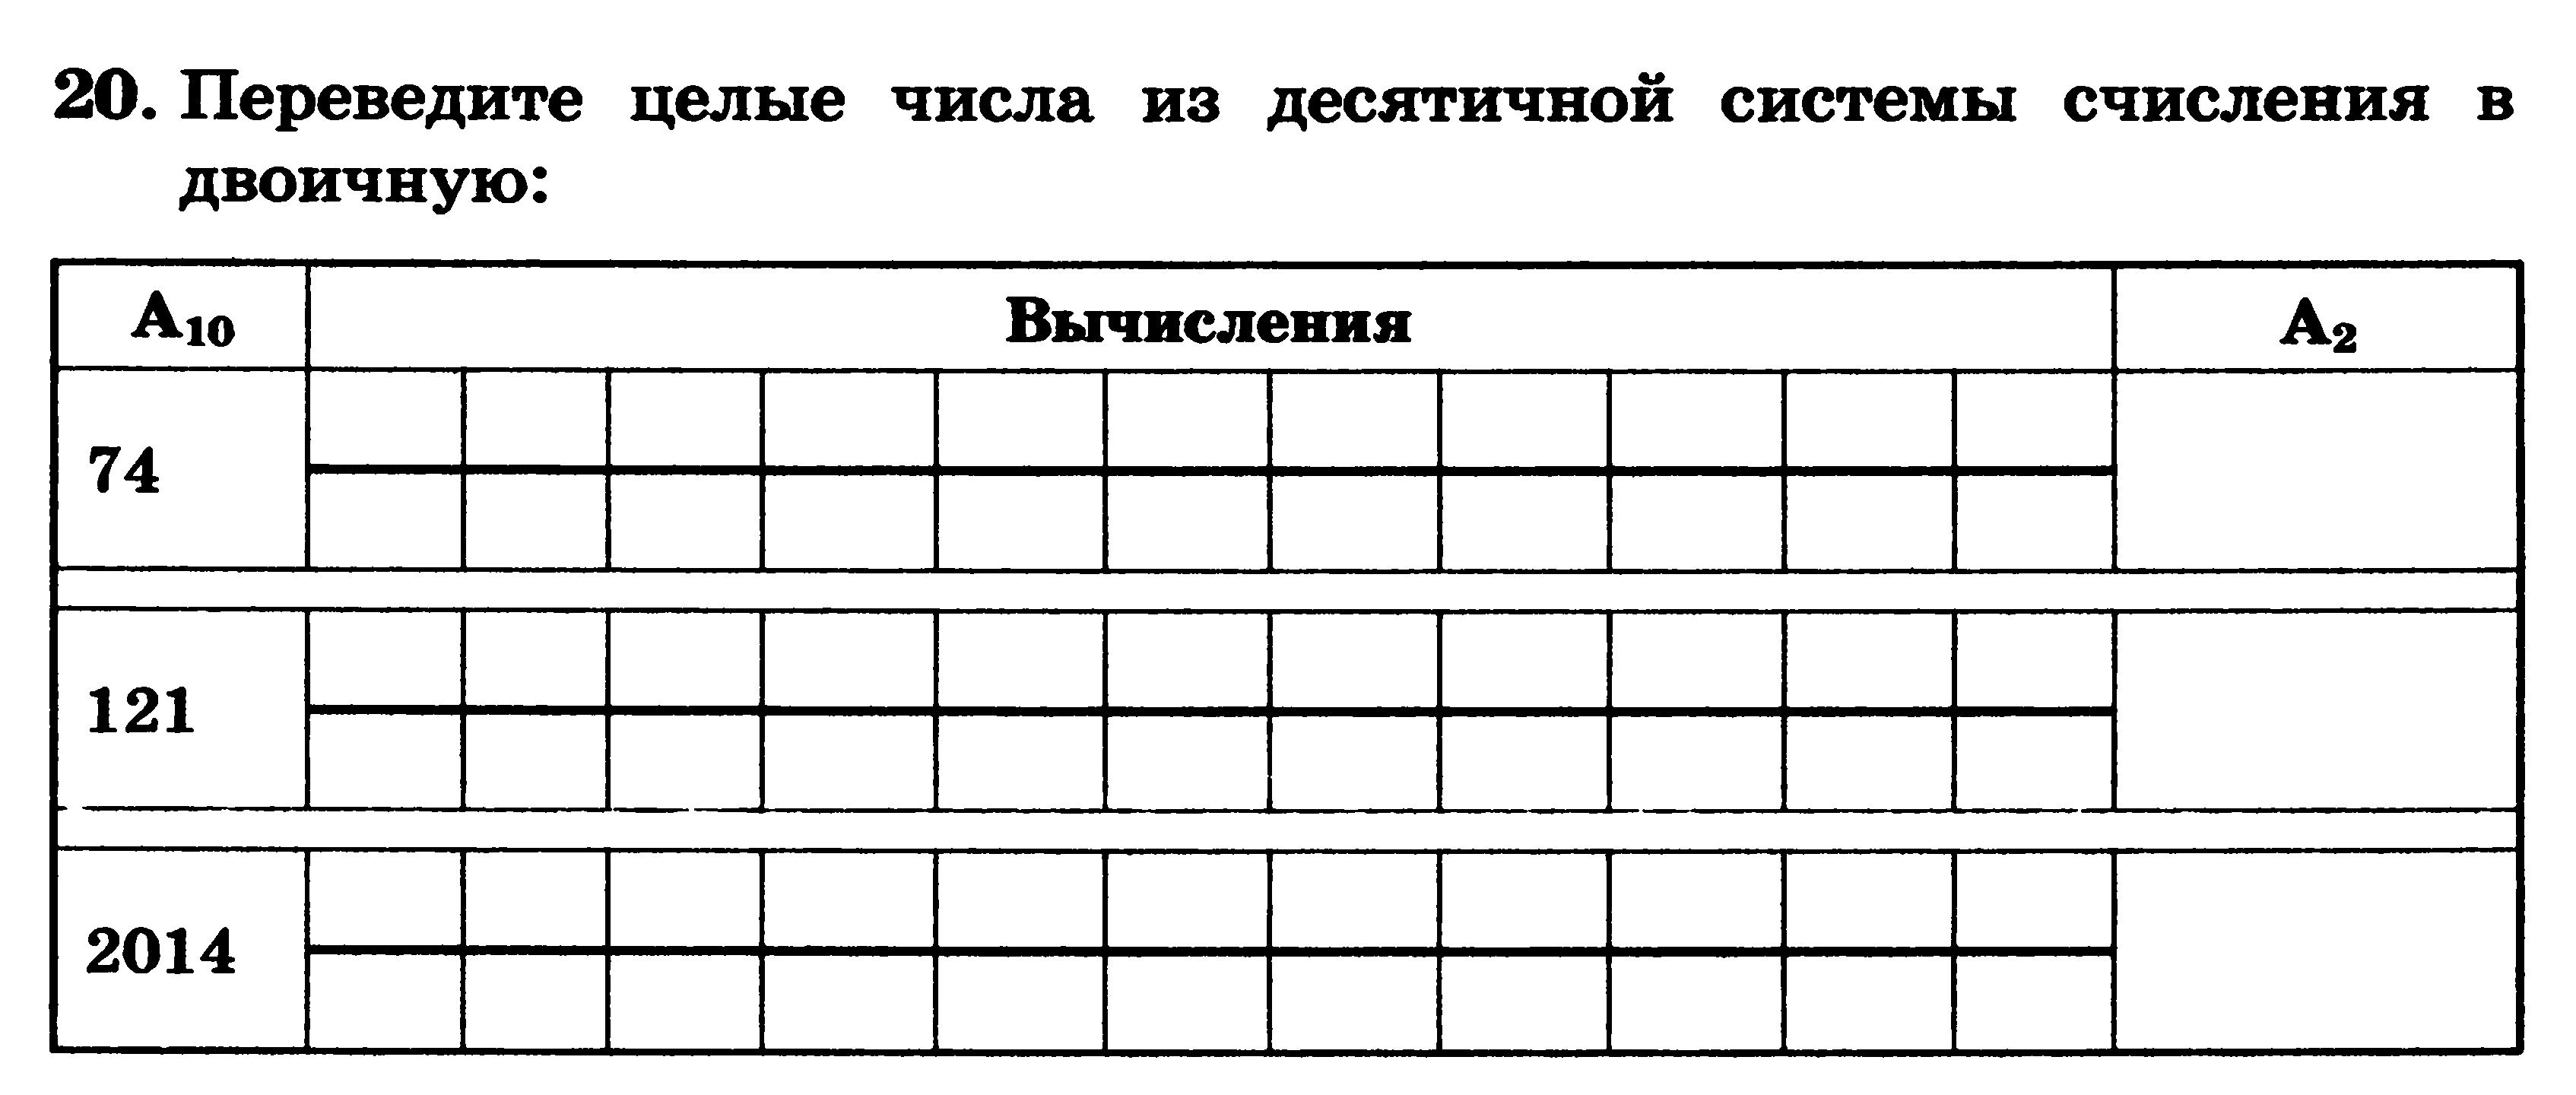 20. Переведите целые числа из десятичной системы счисления в
двоичную:
A₁₀ Вычисления A₂
74
121
2014